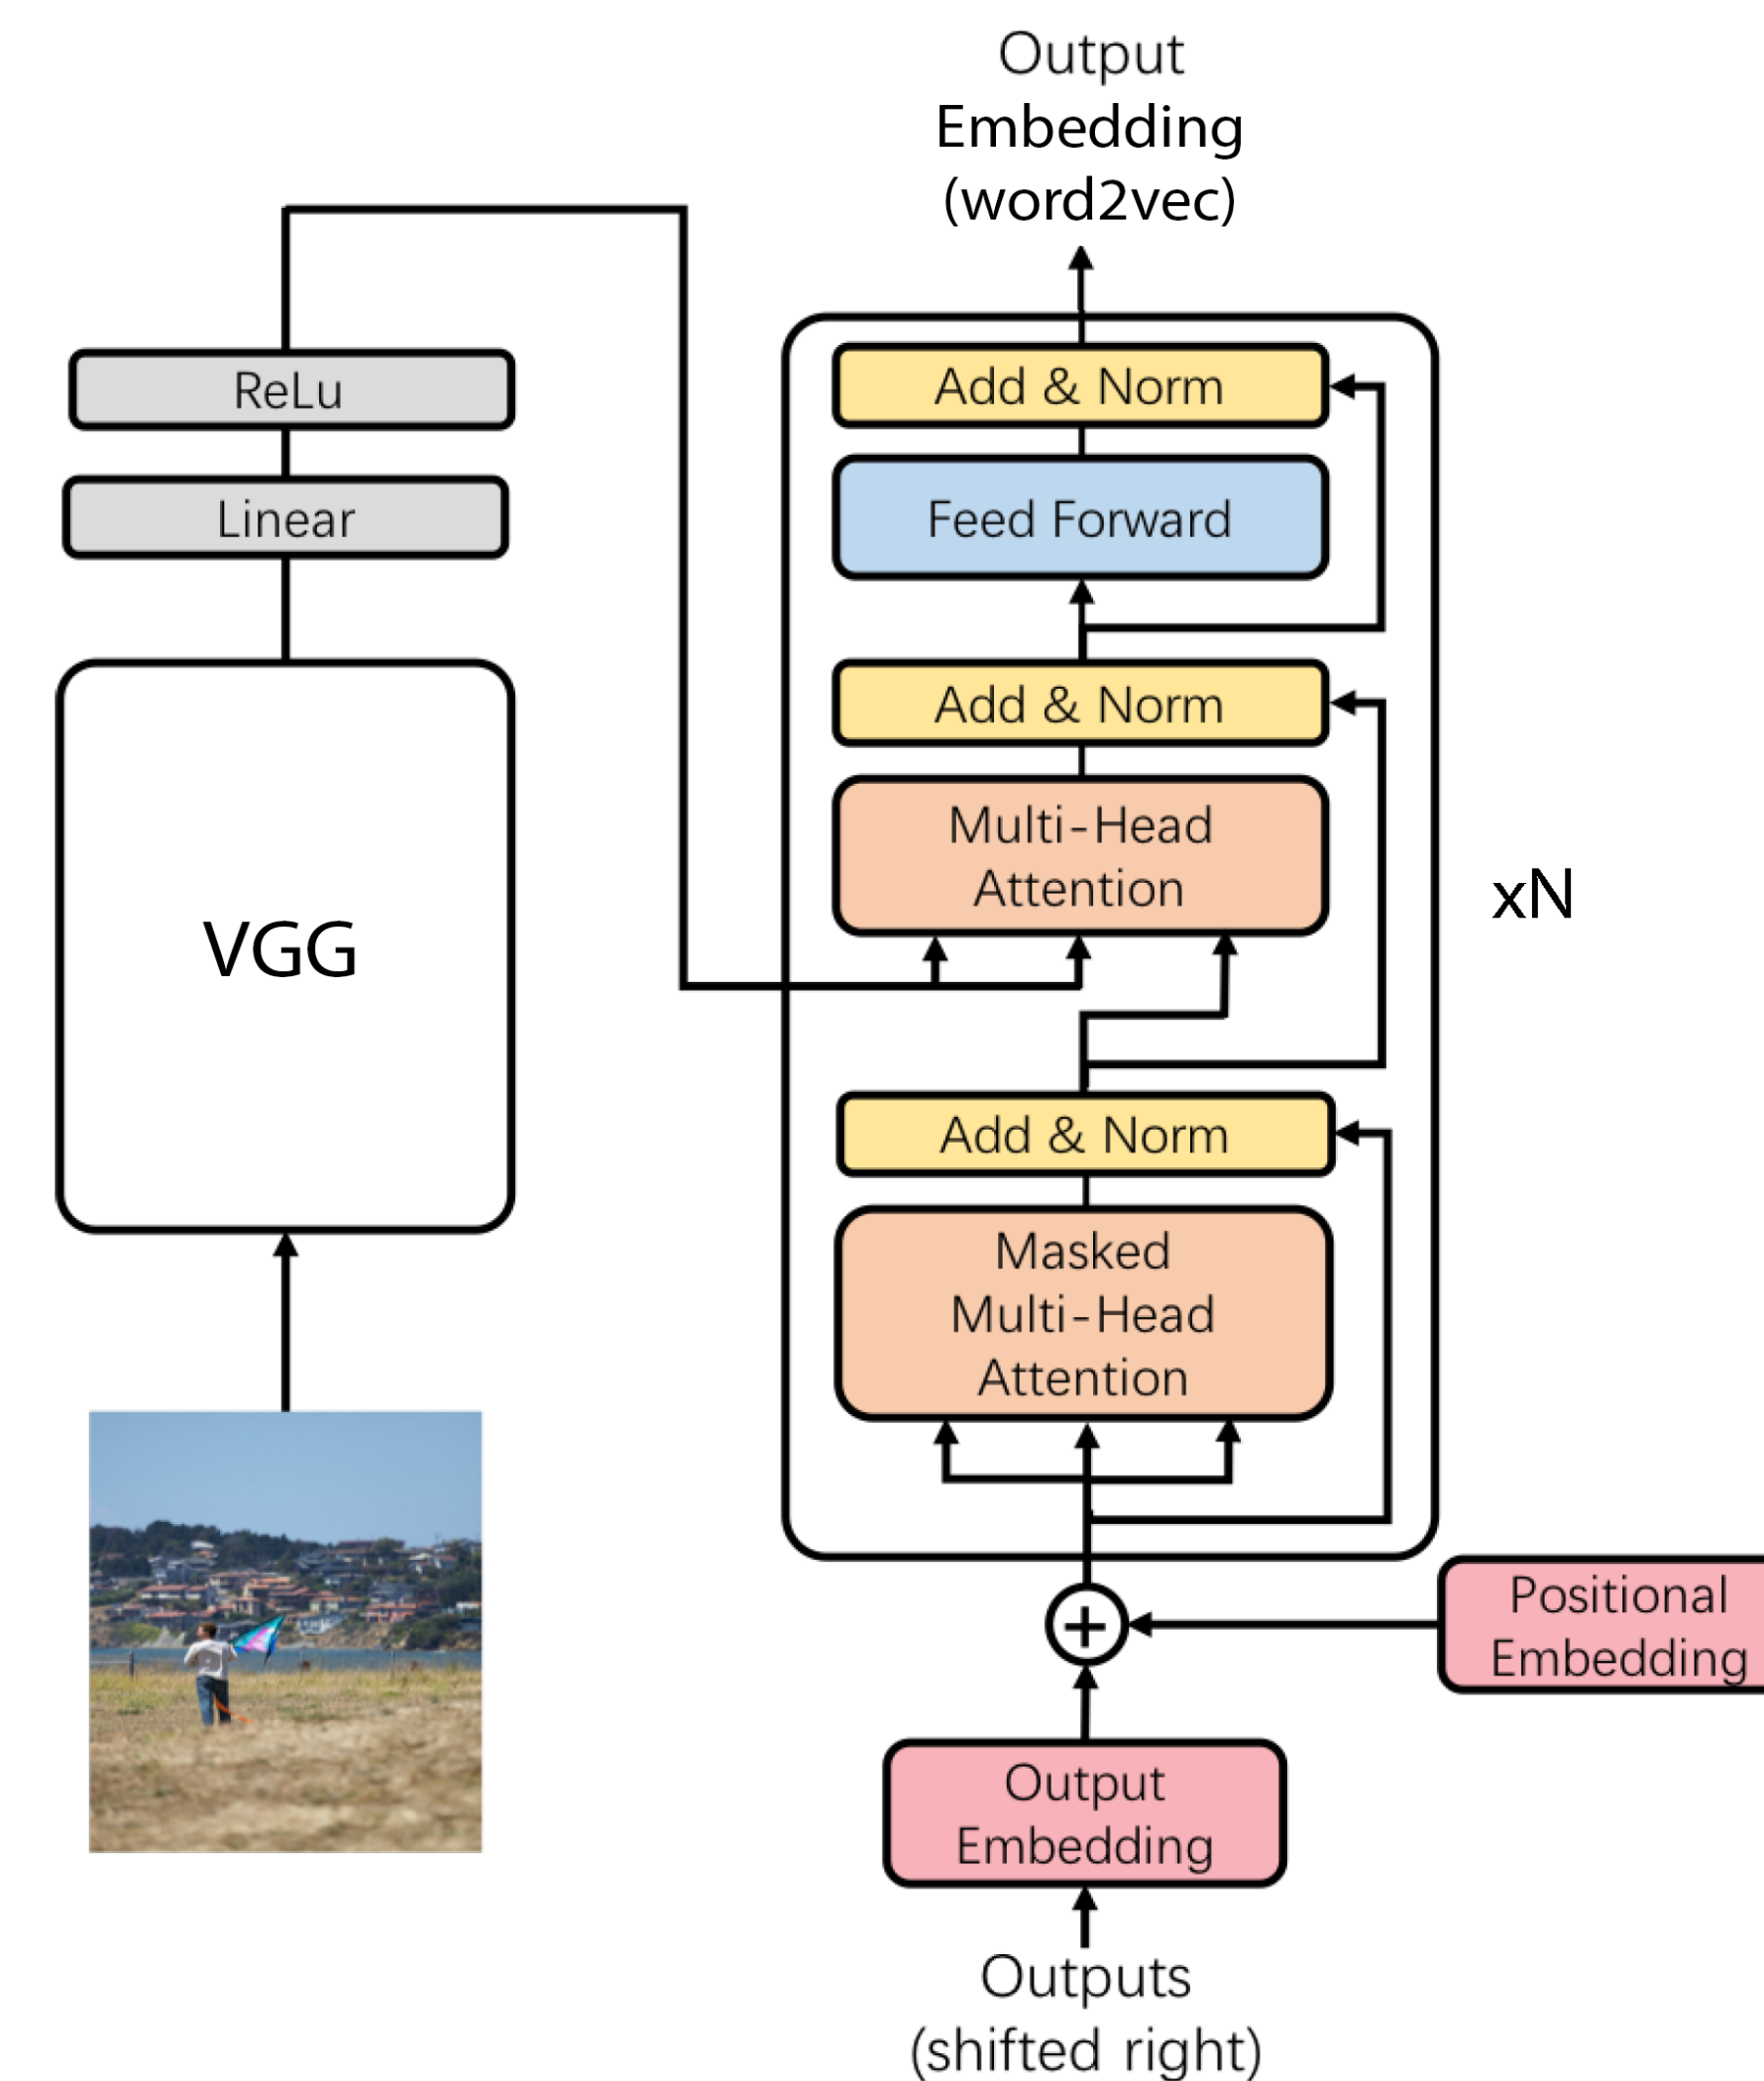 Output
Embedding
(word2vec)
ReLu
Linear
VGG
Add & Norm
Feed Forward
Add & Norm
Multi-Head
Attention
xN
Add & Norm
Masked
Multi-Head
Attention
Positional
Embedding
Output
Embedding
Outputs
(shifted right)